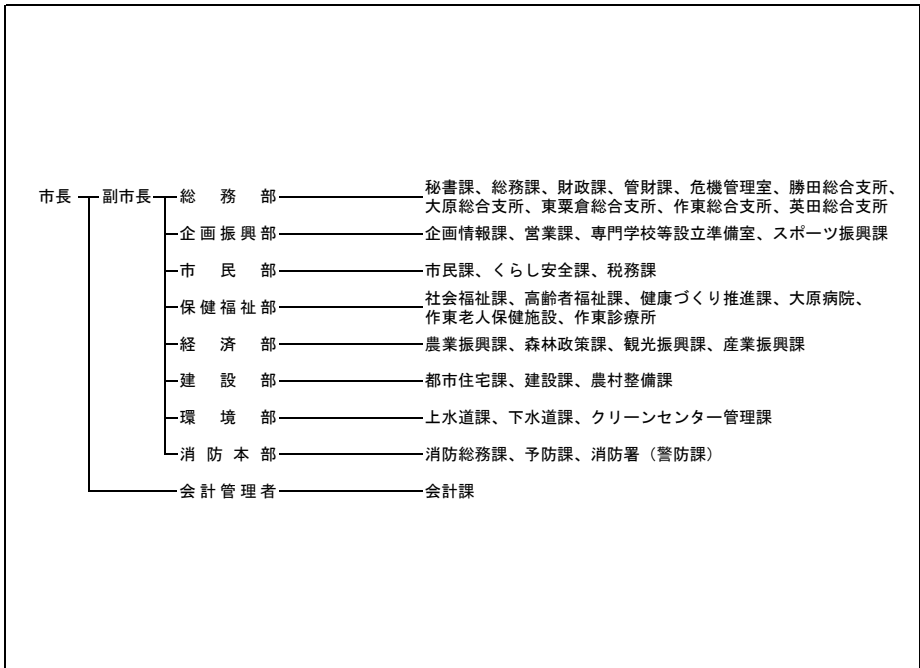 市長 副市長 総務部 秘書課、総務課、財政課、管財課、危機管理室、勝田総合支所、
大原総合支所、東粟倉総合支所、作東総合支所、英田総合支所
企画振興部 企画情報課、営業課、専門学校等設立準備室、スポーツ振興課
市民部 市民課、くらし安全課、税務課
保健福祉部 社会福祉課、高齢者福祉課、健康づくり推進課、大原病院、
作東老人保健施設、作東診療所
経済部 農業振興課、森林政策課、観光振興課、産業振興課
建設部 都市住宅課、建設課、農村整備課
環境部 上水道課、下水道課、クリーンセンター管理課
消防本部 消防総務課、予防課、消防署（警防課）
会計管理者 会計課